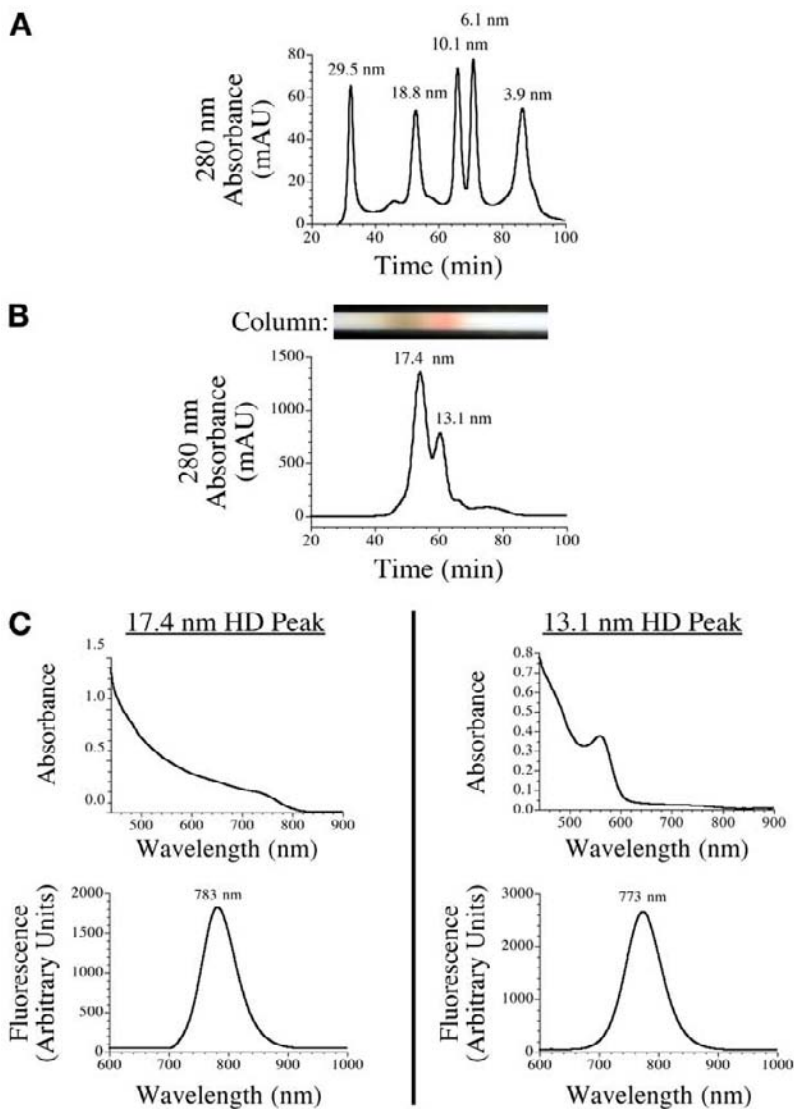 A
6.1 nm
10.1 nm
29.5 nm
18.8 nm
3.9 nm
280 nm
Absorbance
(mAU)
80
60
40
20
0
20 40 60 80 100
Time (min)
B
Column:
17.4 nm
13.1 nm
280 nm
Absorbance
(mAU)
1500
1000
500
0
20 40 60 80 100
Time (min)
C
17.4 nm HD Peak
Absorbance
1.5
1.0
0.5
0.0
500 600 700 800 900
Wavelength (nm)
783 nm
Fluorescence
(Arbitrary Units)
2000
1500
1000
500
0
600 700 800 900 1000
Wavelength (nm)
13.1 nm HD Peak
Absorbance
0.8
0.7
0.6
0.5
0.4
0.3
0.2
0.1
0.0
500 600 700 800 900
Wavelength (nm)
773 nm
Fluorescence
(Arbitrary Units)
3000
2000
1000
0
600 700 800 900 1000
Wavelength (nm)